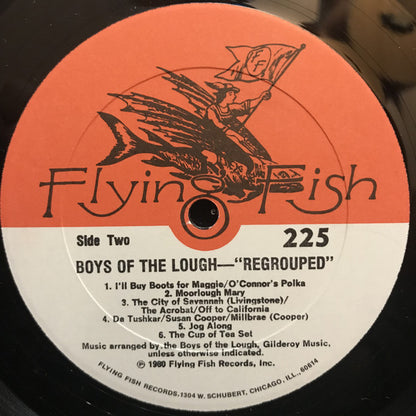 FF
Flying Fish
Side Two
225
BOYS OF THE LOUGH—"REGROUPED"
1. I'll Buy Boots for Maggie/O'Connor's Polka
2. Moorlough Mary
3. The City of Savannah (Livingstone)/
The Acrobat/Off to California
4. Da Tushkar/Susan Cooper/Millbrae (Cooper)
5. Jog Along
6. The Cup of Tea Set
Music arranged by the Boys of the Lough, Gilderoy Music.
unless otherwise indicated.
℗ 1980 Flying Fish Records, Inc.
FLYING FISH RECORDS.1304 W. SCHUBERT, CHICAGO, ILL., 60614